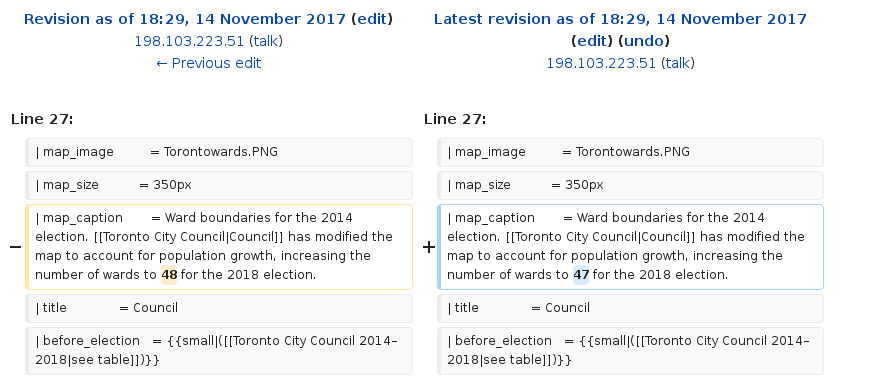 Revision as of 18:29, 14 November 2017 (edit)
198.103.223.51 (talk)
← Previous edit
Latest revision as of 18:29, 14 November 2017
(edit) (undo)
198.103.223.51 (talk)
Line 27:
Line 27:
| map_image = Torontowards.PNG
| map_image = Torontowards.PNG
| map_size = 350px
| map_size = 350px
−
| map_caption = Ward boundaries for the 2014
election. [[Toronto City Council|Council]] has modified the
map to account for population growth, increasing the
number of wards to 48 for the 2018 election.
+
| map_caption = Ward boundaries for the 2014
election. [[Toronto City Council|Council]] has modified the
map to account for population growth, increasing the
number of wards to 47 for the 2018 election.
| title = Council
| title = Council
| before_election = {{small|([[Toronto City Council 2014–
2018|see table]])}}
| before_election = {{small|([[Toronto City Council 2014–
2018|see table]])}}